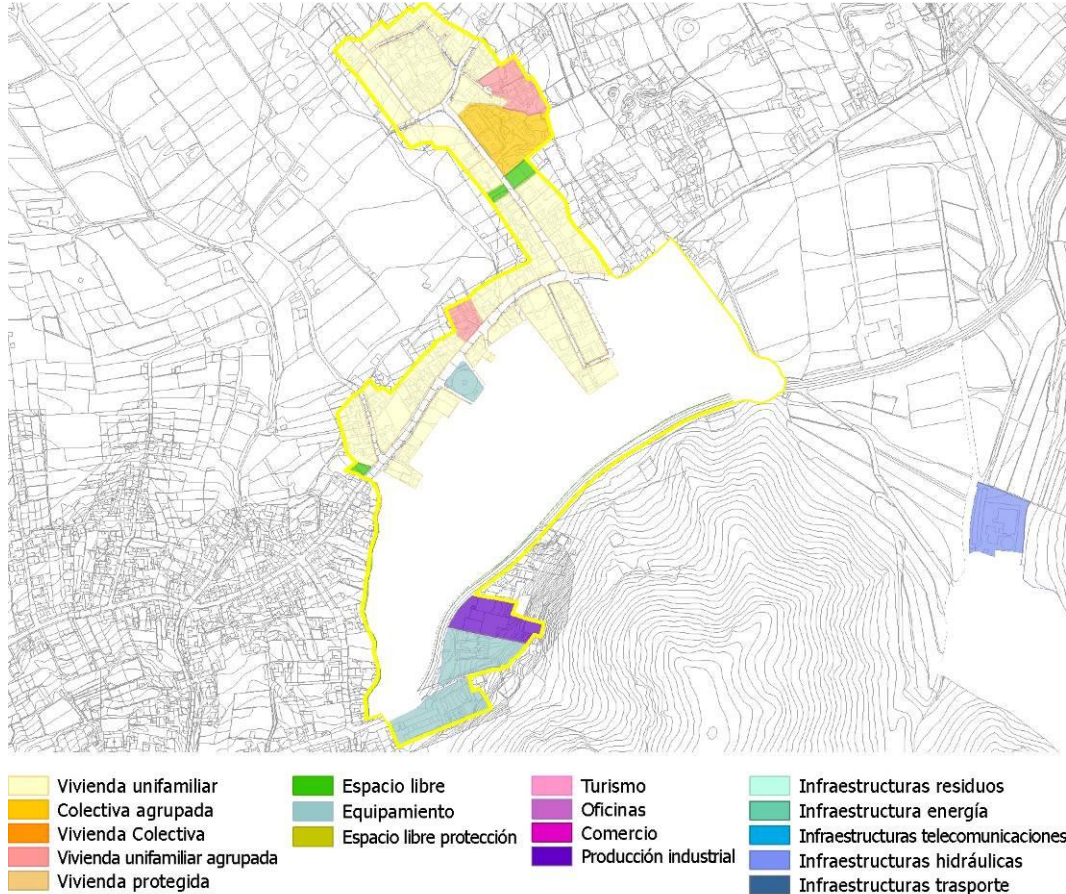 Vivienda unifamiliar
Colectiva agrupada
Vivienda Colectiva
Vivienda unifamiliar agrupada
Vivienda protegida
Espacio libre
Equipamiento
Espacio libre protección
Turismo
Oficinas
Comercio
Producción industrial
Infraestructuras residuos
Infraestructura energía
Infraestructuras telecomunicaciones
Infraestructuras hidráulicas
Infraestructuras trasporte